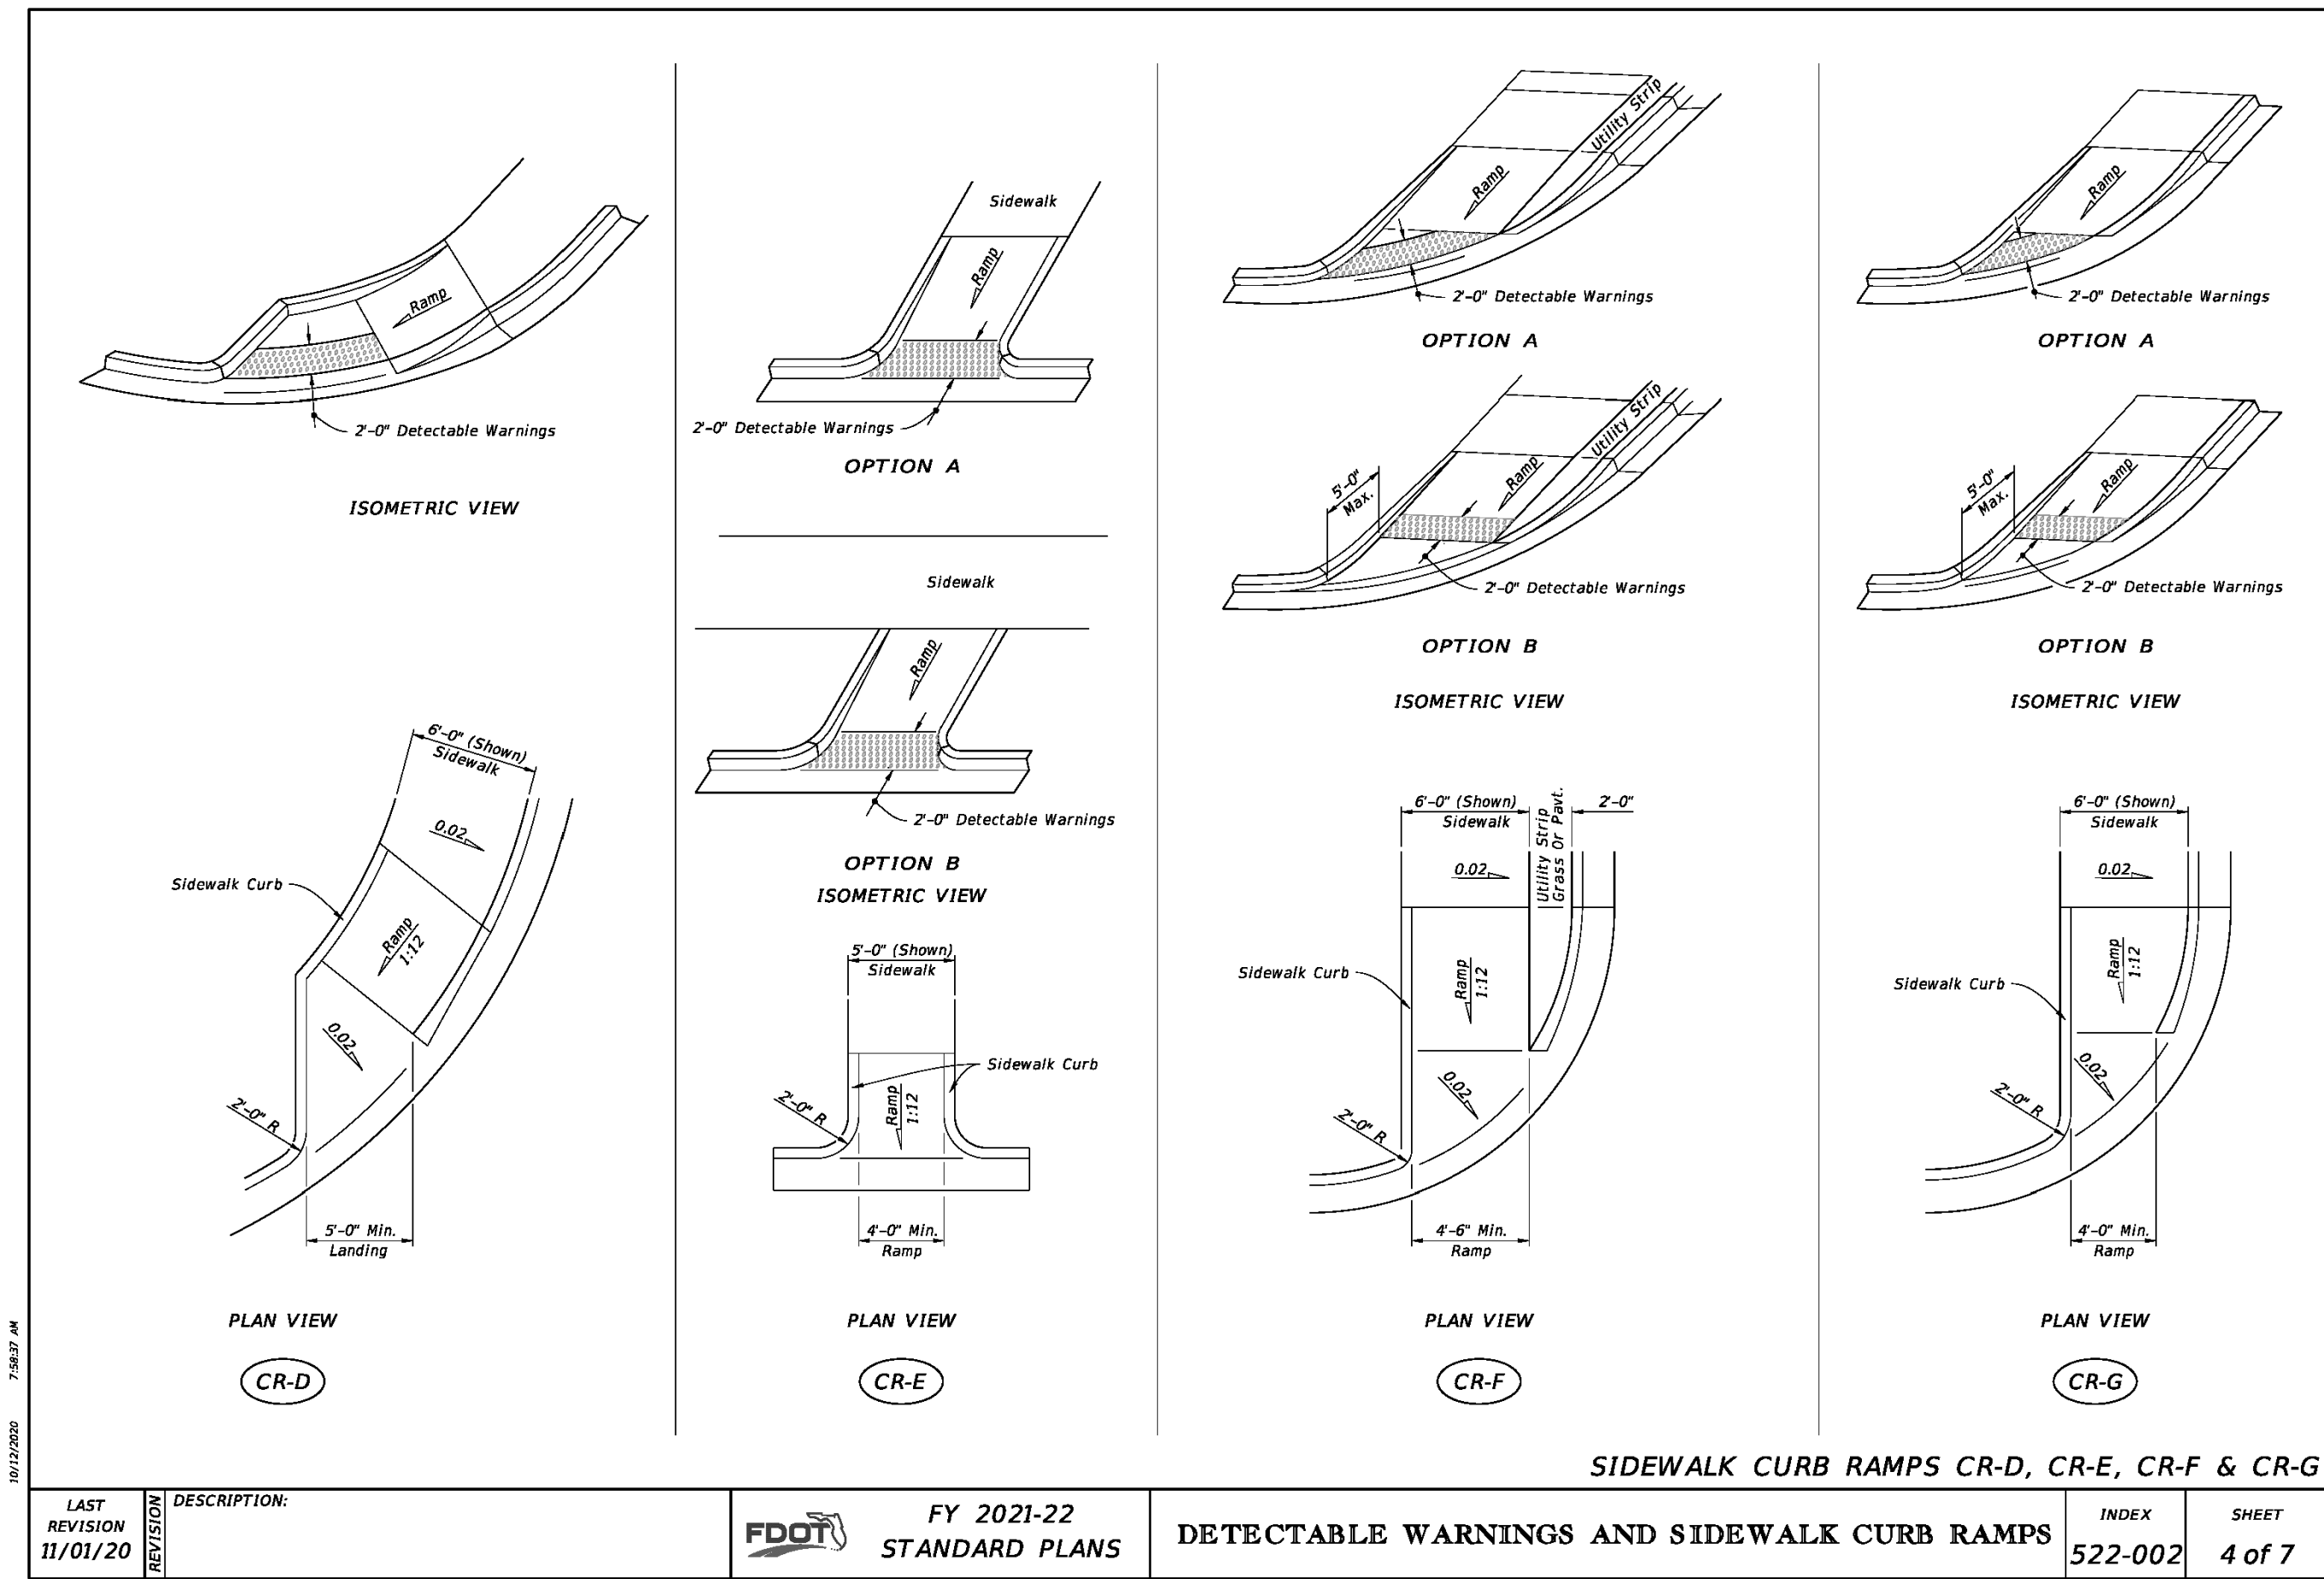 Ramp
2'-0" Detectable Warnings
ISOMETRIC VIEW
6'-0" (Shown)
Sidewalk
0.02
Sidewalk Curb
Ramp
1:12
0.02
2'-0" R
5'-0" Min.
Landing
PLAN VIEW
CR-D
Sidewalk
Ramp
2'-0" Detectable Warnings
OPTION A
Sidewalk
Ramp
2'-0" Detectable Warnings
OPTION B
ISOMETRIC VIEW
5'-0" (Shown)
Sidewalk
Sidewalk Curb
Ramp
1:12
2'-0" R
4'-0" Min.
Ramp
PLAN VIEW
CR-E
Utility Strip
Ramp
2'-0" Detectable Warnings
OPTION A
Utility Strip
5'-0"
Max.
Ramp
2'-0" Detectable Warnings
OPTION B
ISOMETRIC VIEW
6'-0" (Shown)
Sidewalk
Utility Strip
Grass Or Pavt.
2'-0"
0.02
Sidewalk Curb
Ramp
1:12
0.02
2'-0" R
4'-6" Min.
Ramp
PLAN VIEW
CR-F
Ramp
2'-0" Detectable Warnings
OPTION A
5'-0"
Max.
Ramp
2'-0" Detectable Warnings
OPTION B
ISOMETRIC VIEW
6'-0" (Shown)
Sidewalk
0.02
Sidewalk Curb
Ramp
1:12
0.02
2'-0" R
4'-0" Min.
Ramp
PLAN VIEW
CR-G
SIDEWALK CURB RAMPS CR-D, CR-E, CR-F & CR-G
10/12/2020 7:58:37 AM
LAST
REVISION
11/01/20
REVISION
DESCRIPTION:
FDOT
FY 2021-22
STANDARD PLANS
DETECTABLE WARNINGS AND SIDEWALK CURB RAMPS
INDEX
522-002
SHEET
4 of 7